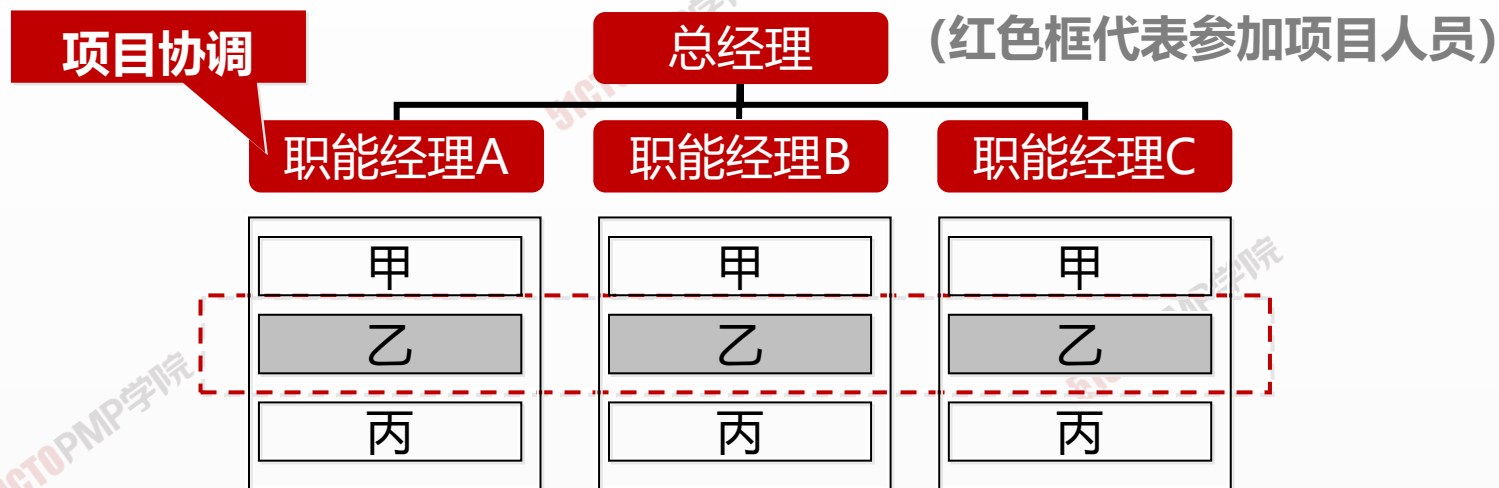 项目协调
总经理
(红色框代表参加项目人员)
职能经理A
职能经理B
职能经理C
甲
甲
甲
乙
乙
乙
丙
丙
丙